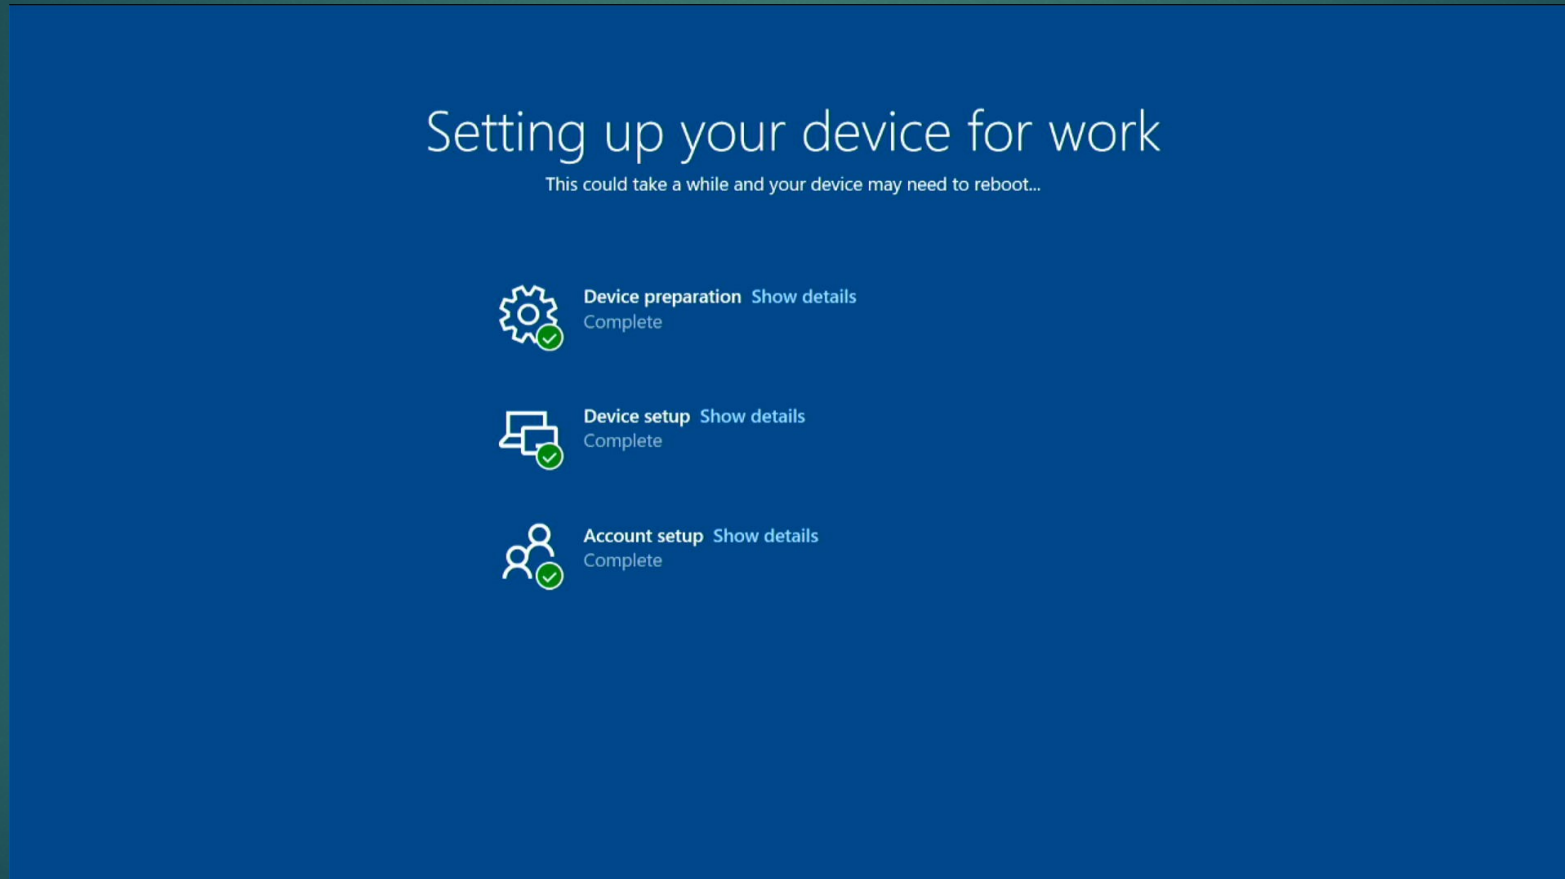 Setting up your device for work
This could take a while and your device may need to reboot...
Device preparation Show details
Complete
Device setup Show details
Complete
Account setup Show details
Complete